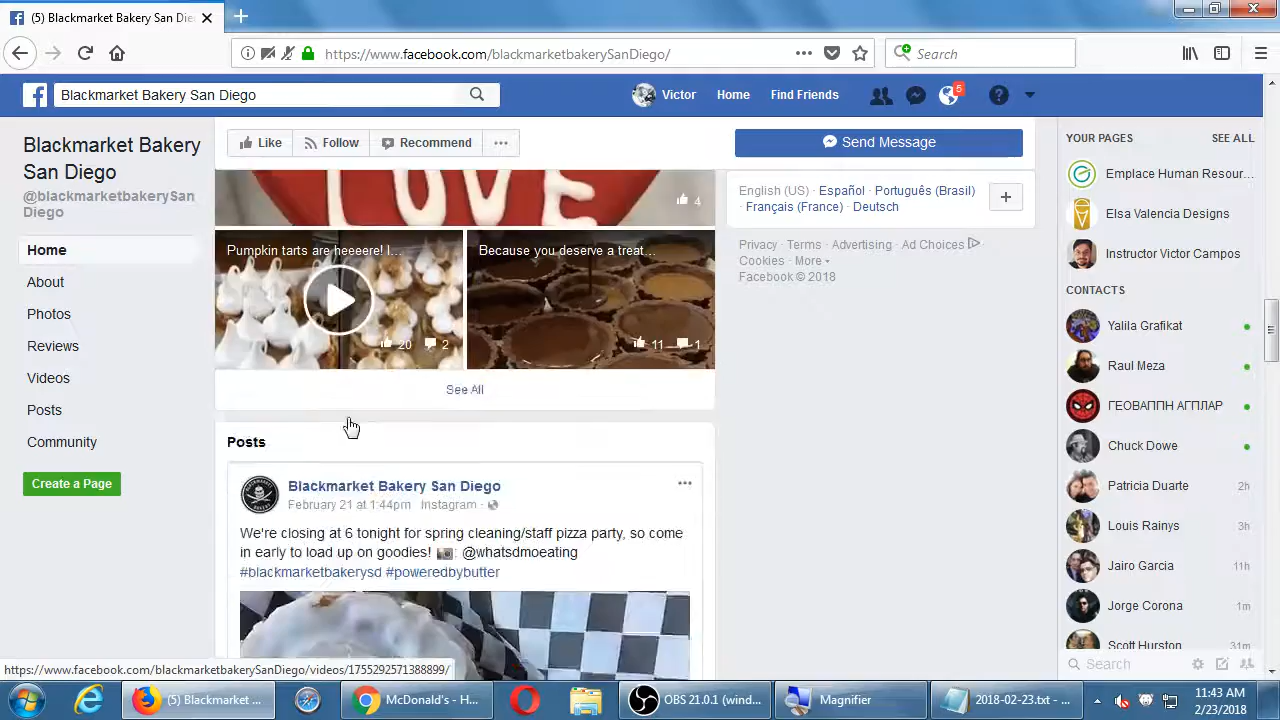 (5) Blackmarket Bakery San Die
https://www.facebook.com/blackmarketbakerySanDiego/
Search
Blackmarket Bakery San Diego
Victor
Home
Find Friends
5
Blackmarket Bakery
San Diego
@blackmarketbakerySan
Diego
Home
About
Photos
Reviews
Videos
Posts
Community
Create a Page
Like
Follow
Recommend
Send Message
LOVE
4
Pumpkin tarts are heeeere! I...
20
2
Because you deserve a treat...
11
1
See All
Posts
Blackmarket Bakery San Diego
February 21 at 1:44pm · Instagram ·
We're closing at 6 tonight for spring cleaning/staff pizza party, so come
in early to load up on goodies! 📷: @whatsdmoeating
#blackmarketbakerysd #poweredbybutter
English (US) · Español · Português (Brasil)
· Français (France) · Deutsch
Privacy · Terms · Advertising · Ad Choices
Cookies · More
Facebook © 2018
YOUR PAGES
SEE ALL
Emplace Human Resour...
Elsa Valencia Designs
Instructor Victor Campos
CONTACTS
Yalila Grafikat
Raul Meza
ГЕОВАППН АГПЛАР
Chuck Dowe
Patricia Duarte 2h
Louis Rainys 3h
Jairo Garcia 11h
Jorge Corona 1m
Scott Hurston 31m
Search
https://www.facebook.com/blackmarketbakerySanDiego/videos/1755292571388899/
(5) Blackmarket ...
McDonald's - H...
OBS 21.0.1 (wind...
Magnifier
2018-02-23.txt - ...
11:43 AM
2/23/2018